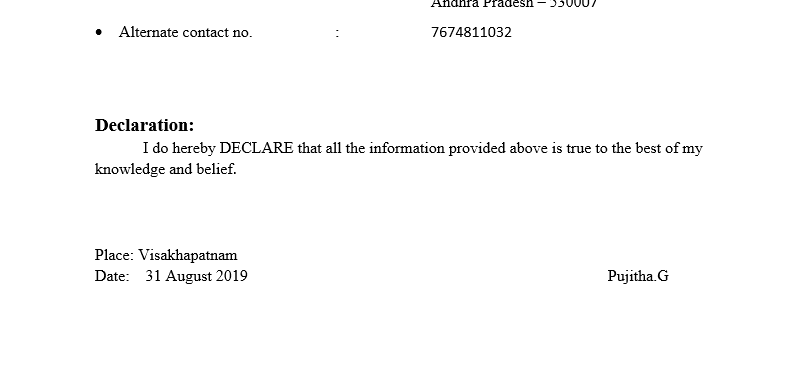 Andhra Pradesh – 530007
• Alternate contact no. : 7674811032
Declaration:
I do hereby DECLARE that all the information provided above is true to the best of my
knowledge and belief.
Place: Visakhapatnam
Date: 31 August 2019 Pujitha.G